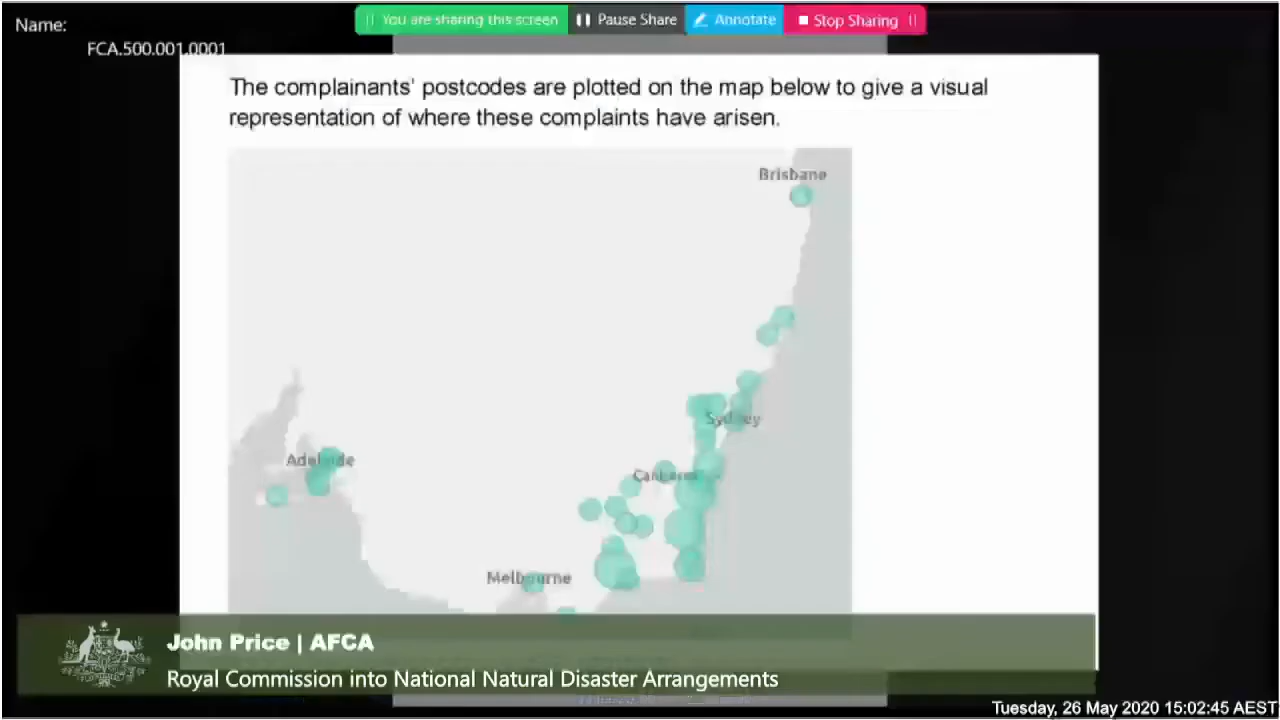 Name:
FCA.500.001.0001
You are sharing this screen
Pause Share
Annotate
Stop Sharing
The complainants' postcodes are plotted on the map below to give a visual
representation of where these complaints have arisen.
Brisbane
Sydney
Adelaide
Canberra
Melbourne
John Price | AFCA
Royal Commission into National Natural Disaster Arrangements
Tuesday, 26 May 2020 15:02:45 AEST